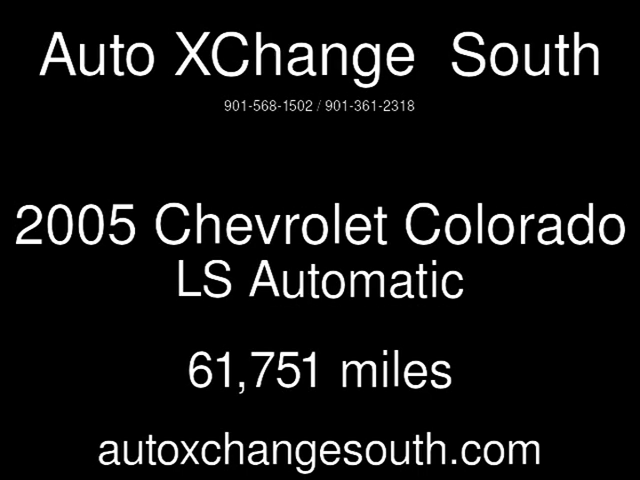 Auto XChange South
901-568-1502 / 901-361-2318
2005 Chevrolet Colorado
LS Automatic
61,751 miles
autoxchangesouth.com